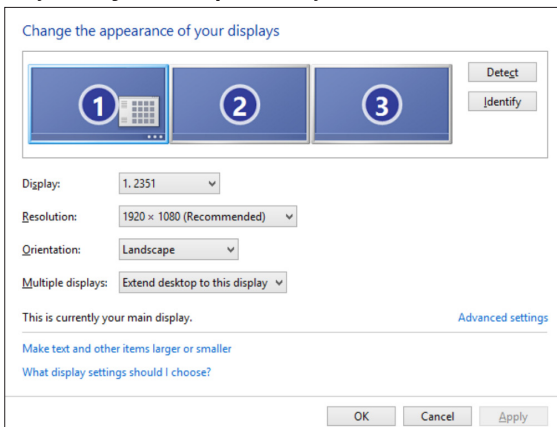 Change the appearance of your displays
1 2 3
Detect
Identify
Display: 1. 2351
Resolution: 1920 × 1080 (Recommended)
Orientation: Landscape
Multiple displays: Extend desktop to this display
This is currently your main display. Advanced settings
Make text and other items larger or smaller
What display settings should I choose?
OK Cancel Apply